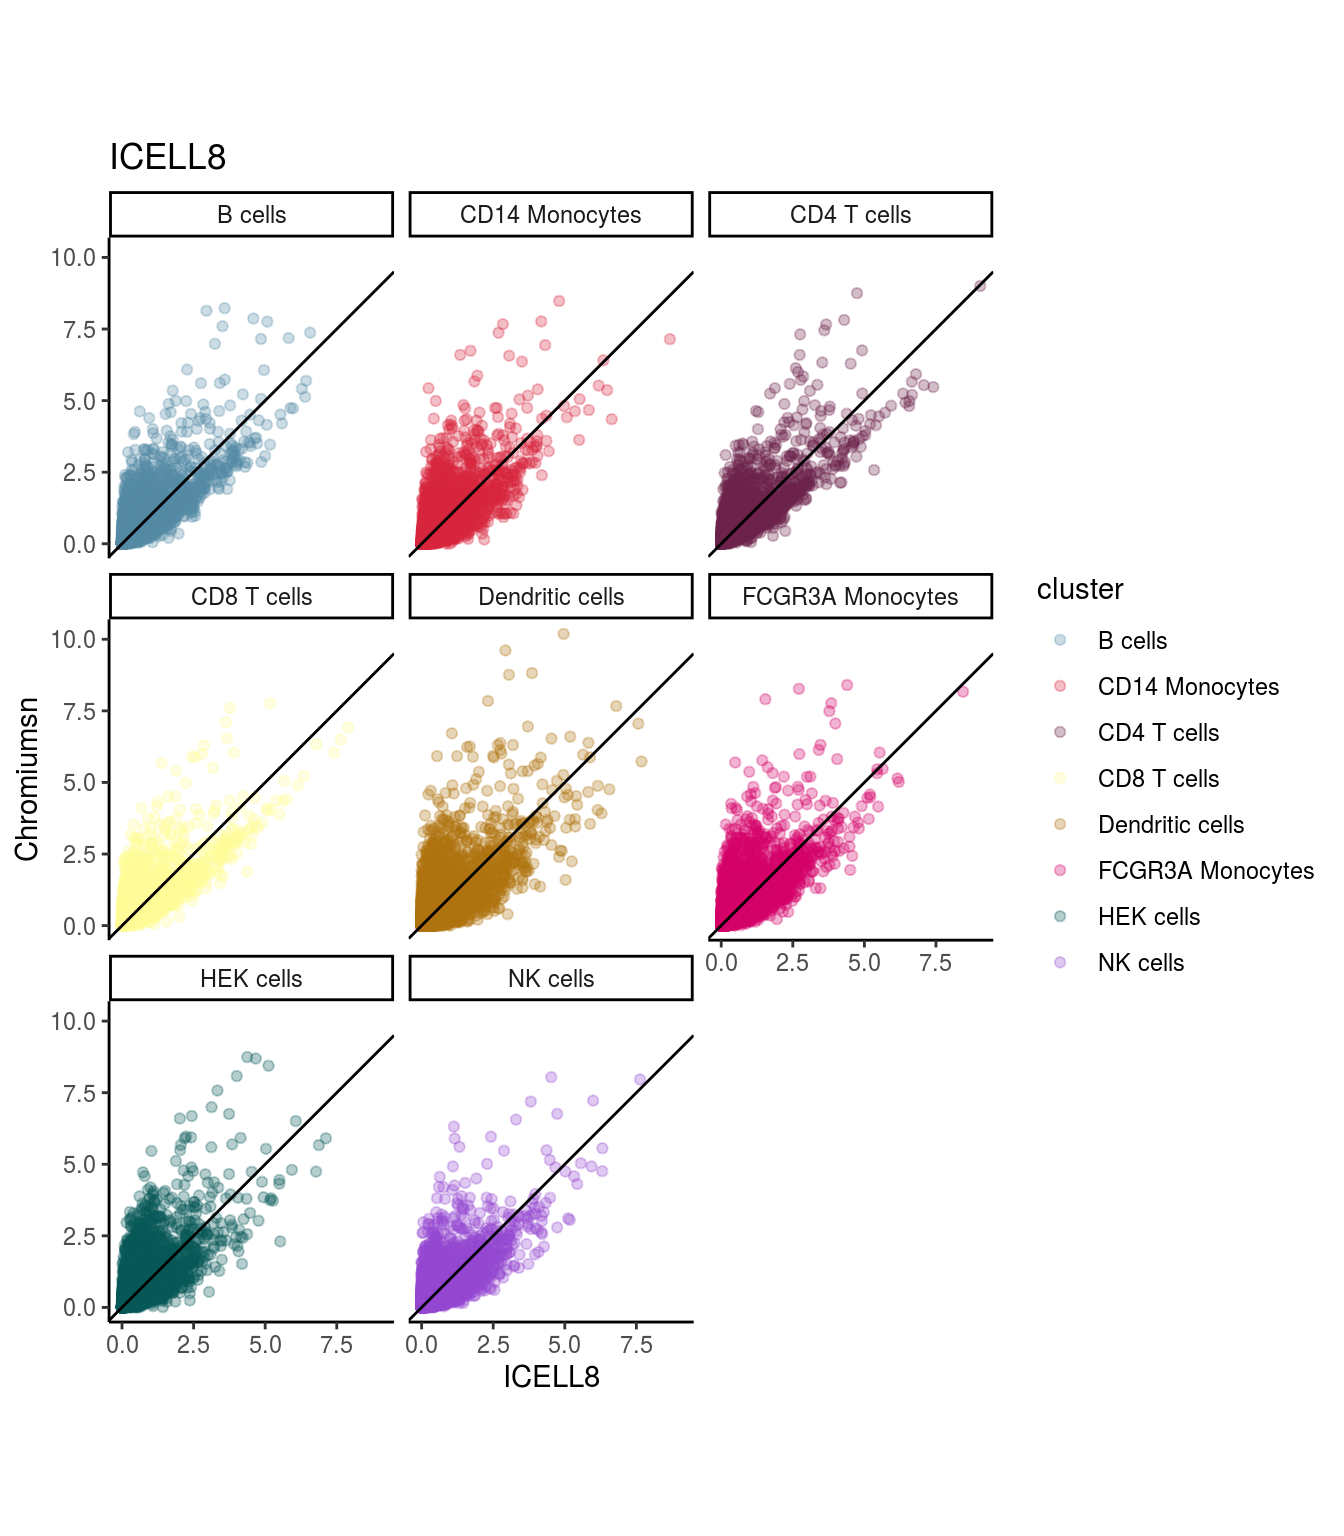 ICELL8
B cells
CD14 Monocytes
CD4 T cells
10.0
7.5
5.0
2.5
0.0
CD8 T cells
Dendritic cells
FCGR3A Monocytes
10.0
7.5
5.0
2.5
0.0
0.0 2.5 5.0 7.5
HEK cells
NK cells
10.0
7.5
5.0
2.5
0.0
0.0 2.5 5.0 7.5
0.0 2.5 5.0 7.5
ICELL8
Chromiumsn
cluster
B cells
CD14 Monocytes
CD4 T cells
CD8 T cells
Dendritic cells
FCGR3A Monocytes
HEK cells
NK cells